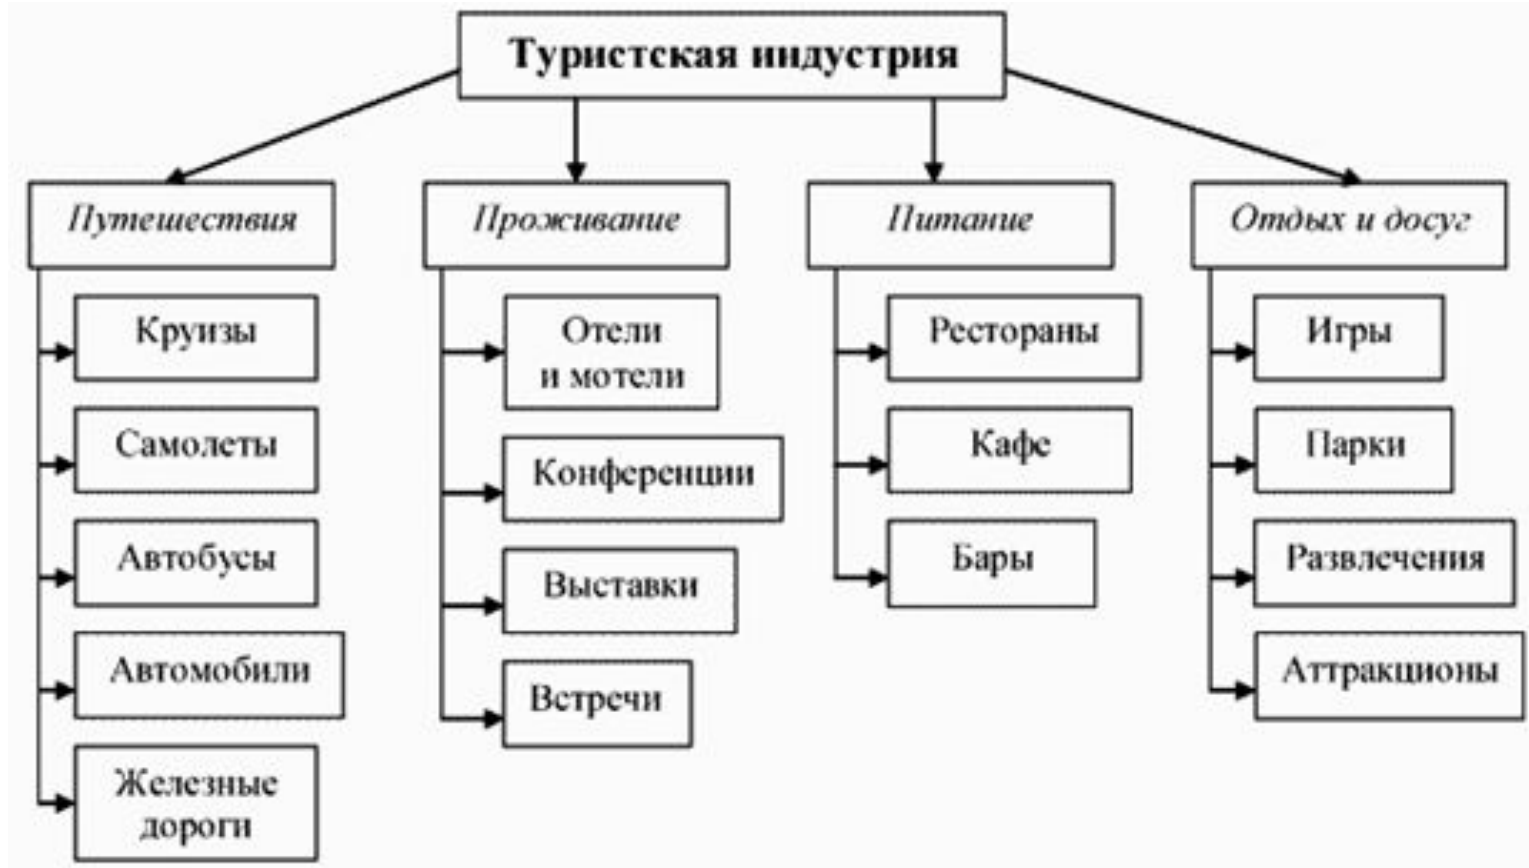 Туристская индустрия
Путешествия
Круизы
Самолеты
Автобусы
Автомобили
Железные
дороги
Проживание
Отели
и мотели
Конференции
Выставки
Встречи
Питание
Рестораны
Кафе
Бары
Отдых и досуг
Игры
Парки
Развлечения
Аттракционы